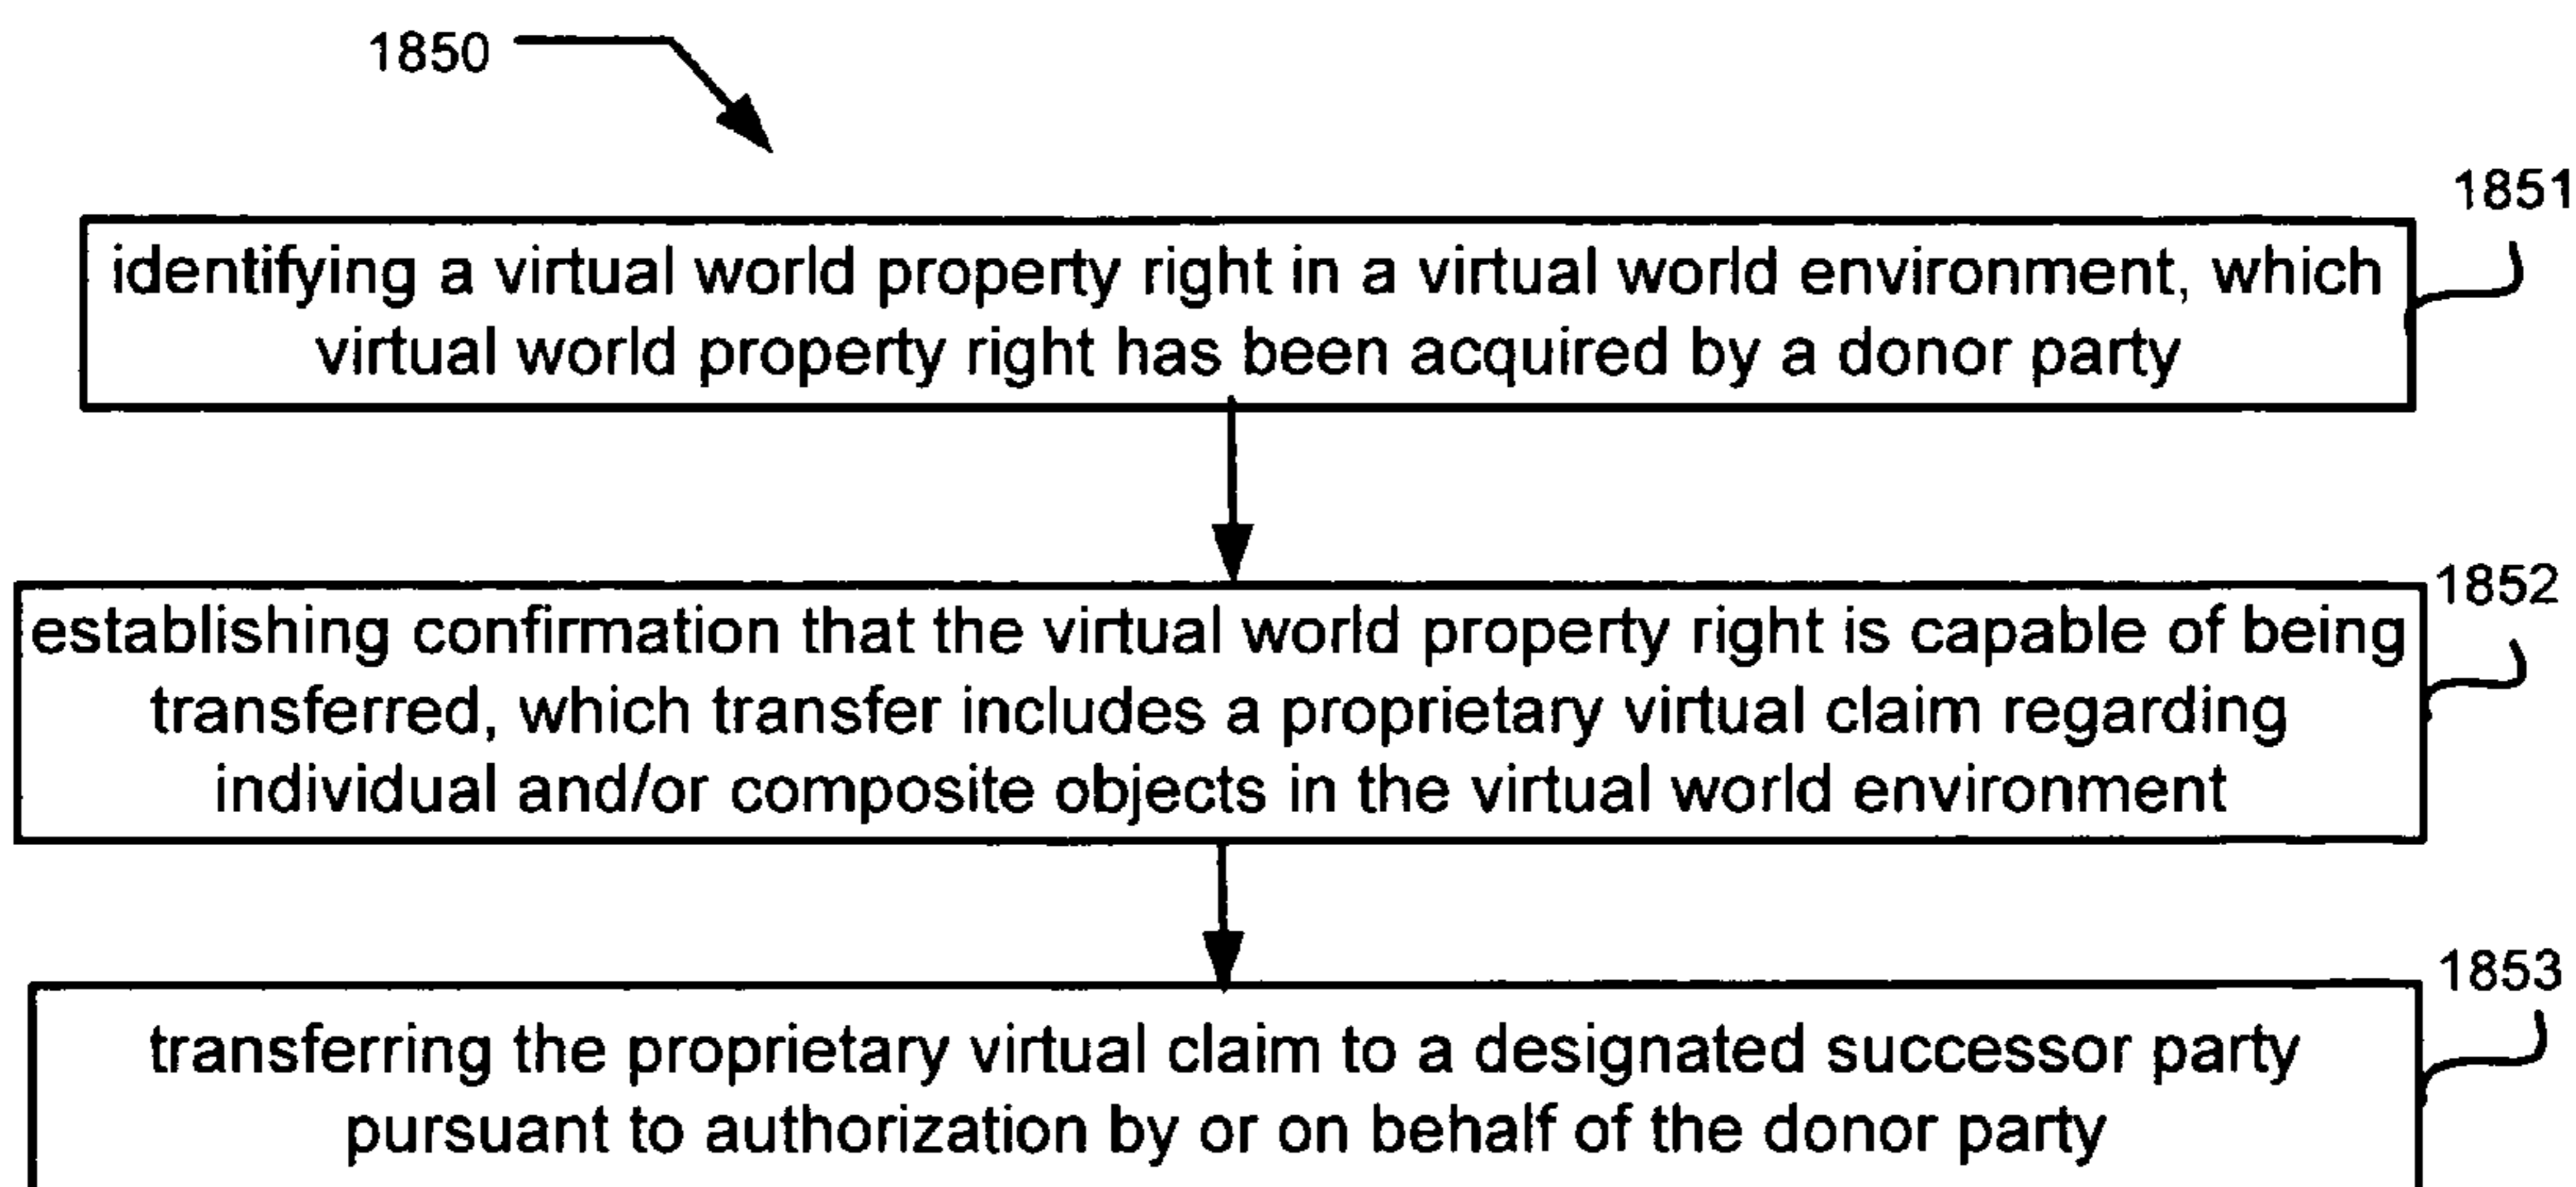 1850
1851
identifying a virtual world property right in a virtual world environment, which
virtual world property right has been acquired by a donor party
1852
establishing confirmation that the virtual world property right is capable of being
transferred, which transfer includes a proprietary virtual claim regarding
individual and/or composite objects in the virtual world environment
1853
transferring the proprietary virtual claim to a designated successor party
pursuant to authorization by or on behalf of the donor party